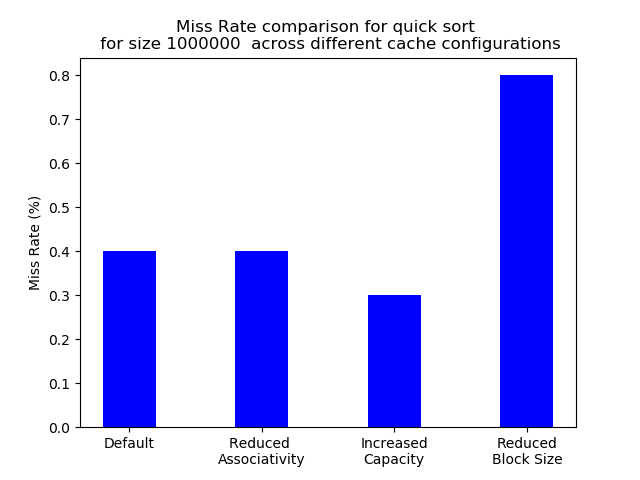 Miss Rate comparison for quick sort
for size 1000000  across different cache configurations
Miss Rate (%)
0.8
0.7
0.6
0.5
0.4
0.3
0.2
0.1
0.0
Default
Reduced
Associativity
Increased
Capacity
Reduced
Block Size